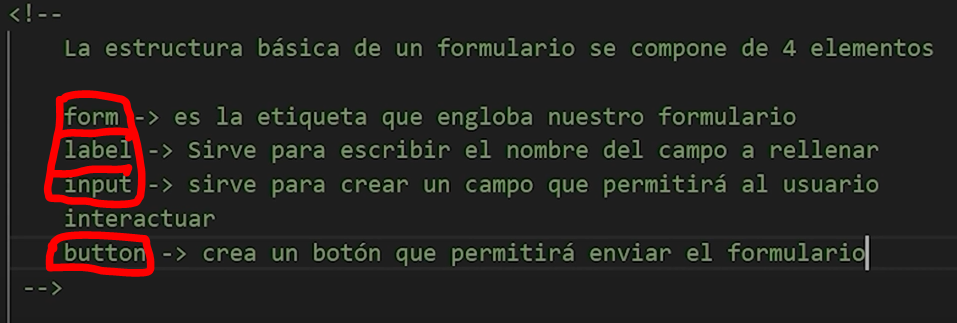 <!--
La estructura básica de un formulario se compone de 4 elementos
form -> es la etiqueta que engloba nuestro formulario
label -> Sirve para escribir el nombre del campo a rellenar
input -> sirve para crear un campo que permitirá al usuario
interactuar
button -> crea un botón que permitirá enviar el formulario
-->